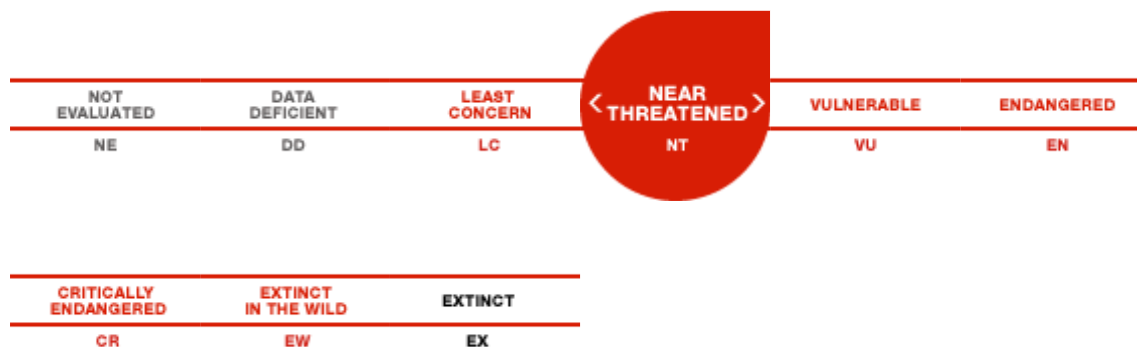 NOT EVALUATED
NE
DATA DEFICIENT
DD
LEAST CONCERN
LC
< NEAR THREATENED >
NT
VULNERABLE
VU
ENDANGERED
EN
CRITICALLY ENDANGERED
CR
EXTINCT IN THE WILD
EW
EXTINCT
EX